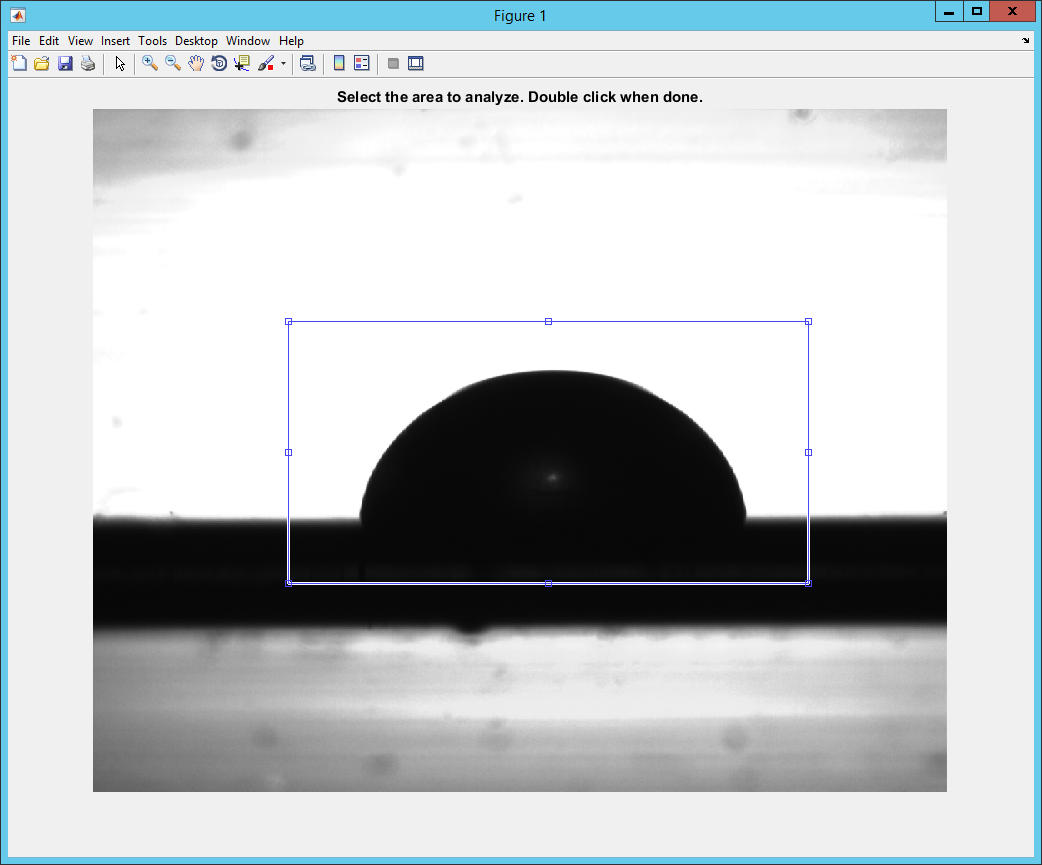 Figure 1
File Edit View Insert Tools Desktop Window Help
Select the area to analyze. Double click when done.